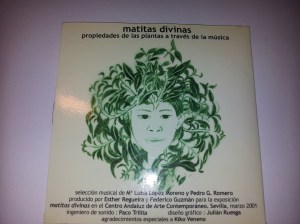 matitas divinas
propiedades de las plantas a través de la música
selección musical de Mª Luisa López Moreno y Pedro G. Romero
producido por Esther Regueira y Federico Guzmán para la exposición
matitas divinas en el Centro Andaluz de Arte Contemporáneo, Sevilla, marzo 2001
ingeniero de sonido: Paco Trilita diseño gráfico: Julián Ruesga
agradecimientos especiales a Kiko Veneno